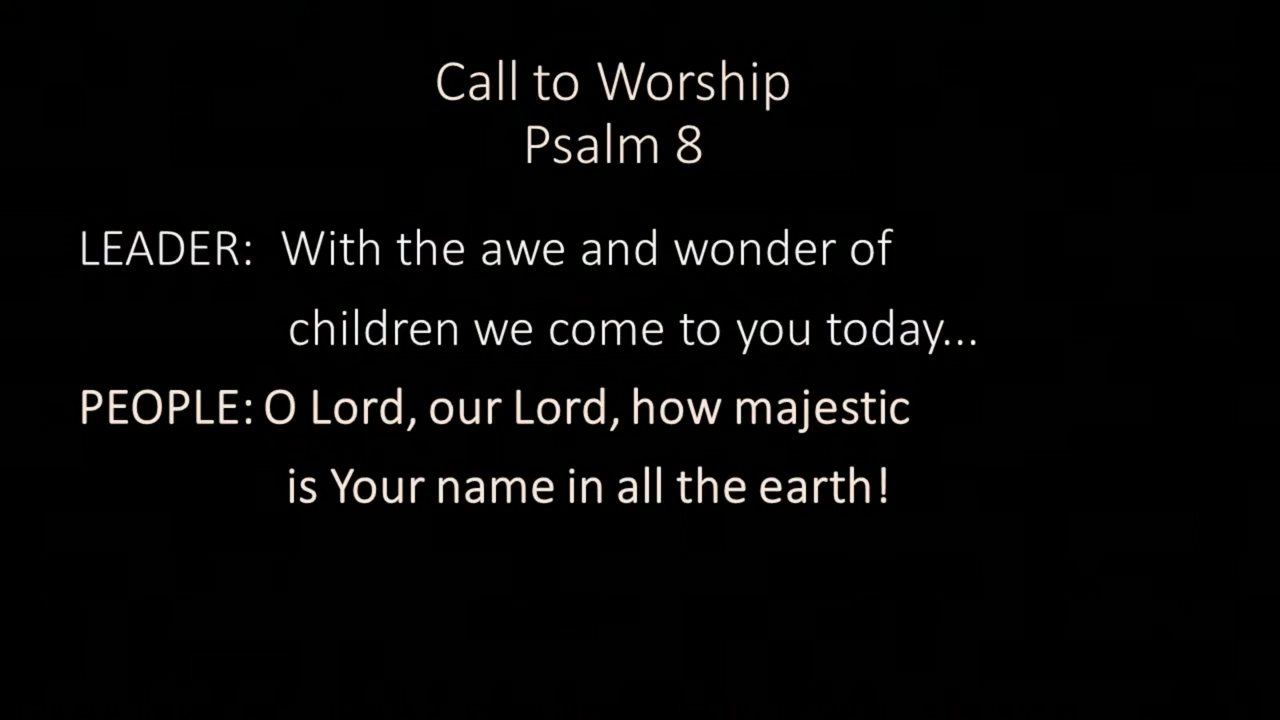 Call to Worship
Psalm 8
LEADER: With the awe and wonder of
children we come to you today...
PEOPLE: O Lord, our Lord, how majestic
is Your name in all the earth!